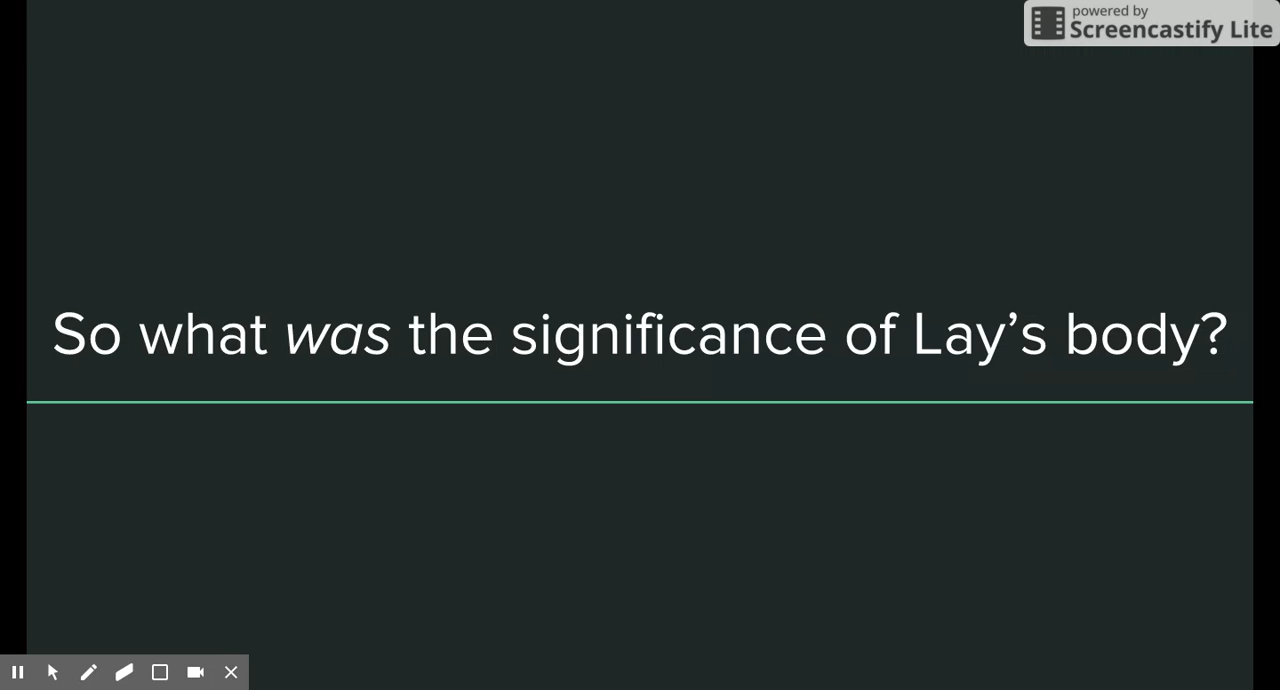 powered by
Screencastify Lite
So what was the significance of Lay’s body?